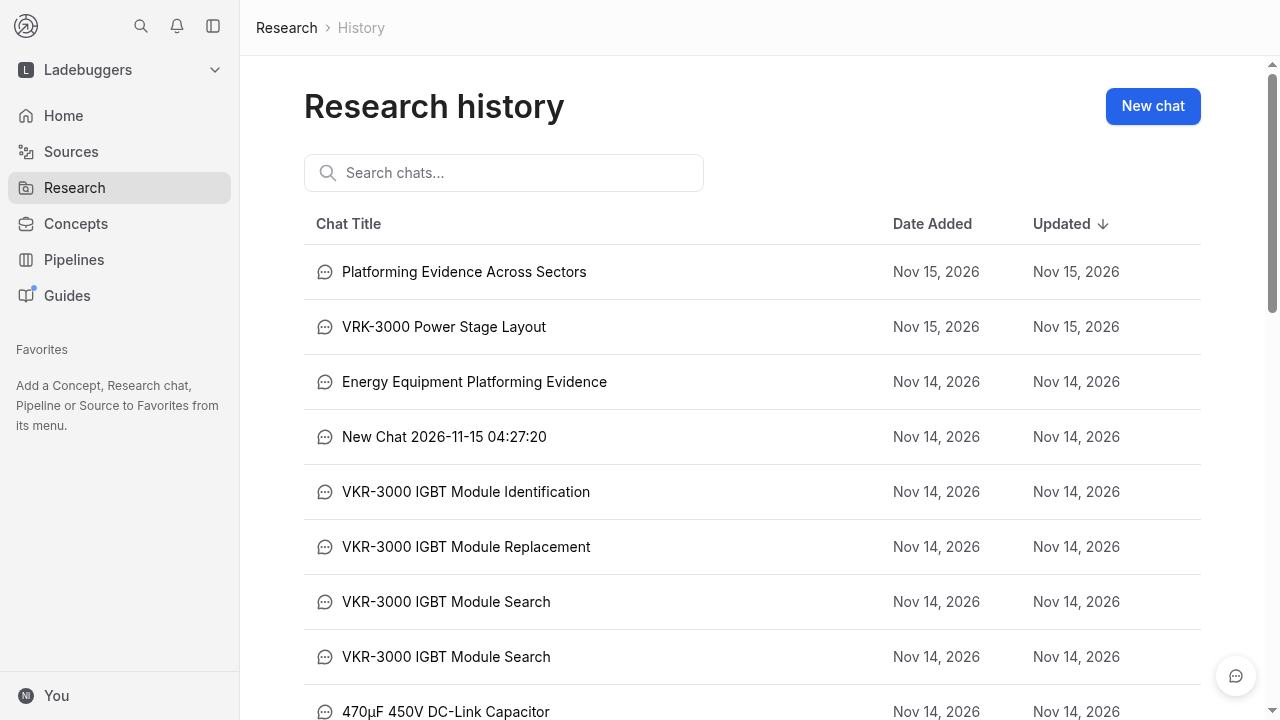 Research › History
L Ladebuggers
Home
Sources
Research
Concepts
Pipelines
Guides
Favorites
Add a Concept, Research chat,
Pipeline or Source to Favorites from
its menu.
NI You
Research history
New chat
Search chats...
Chat Title Date Added Updated
Platforming Evidence Across Sectors Nov 15, 2026 Nov 15, 2026
VRK-3000 Power Stage Layout Nov 15, 2026 Nov 15, 2026
Energy Equipment Platforming Evidence Nov 14, 2026 Nov 14, 2026
New Chat 2026-11-15 04:27:20 Nov 14, 2026 Nov 14, 2026
VKR-3000 IGBT Module Identification Nov 14, 2026 Nov 14, 2026
VKR-3000 IGBT Module Replacement Nov 14, 2026 Nov 14, 2026
VKR-3000 IGBT Module Search Nov 14, 2026 Nov 14, 2026
VKR-3000 IGBT Module Search Nov 14, 2026 Nov 14, 2026
470µF 450V DC-Link Capacitor Nov 14, 2026 Nov 14, 2026